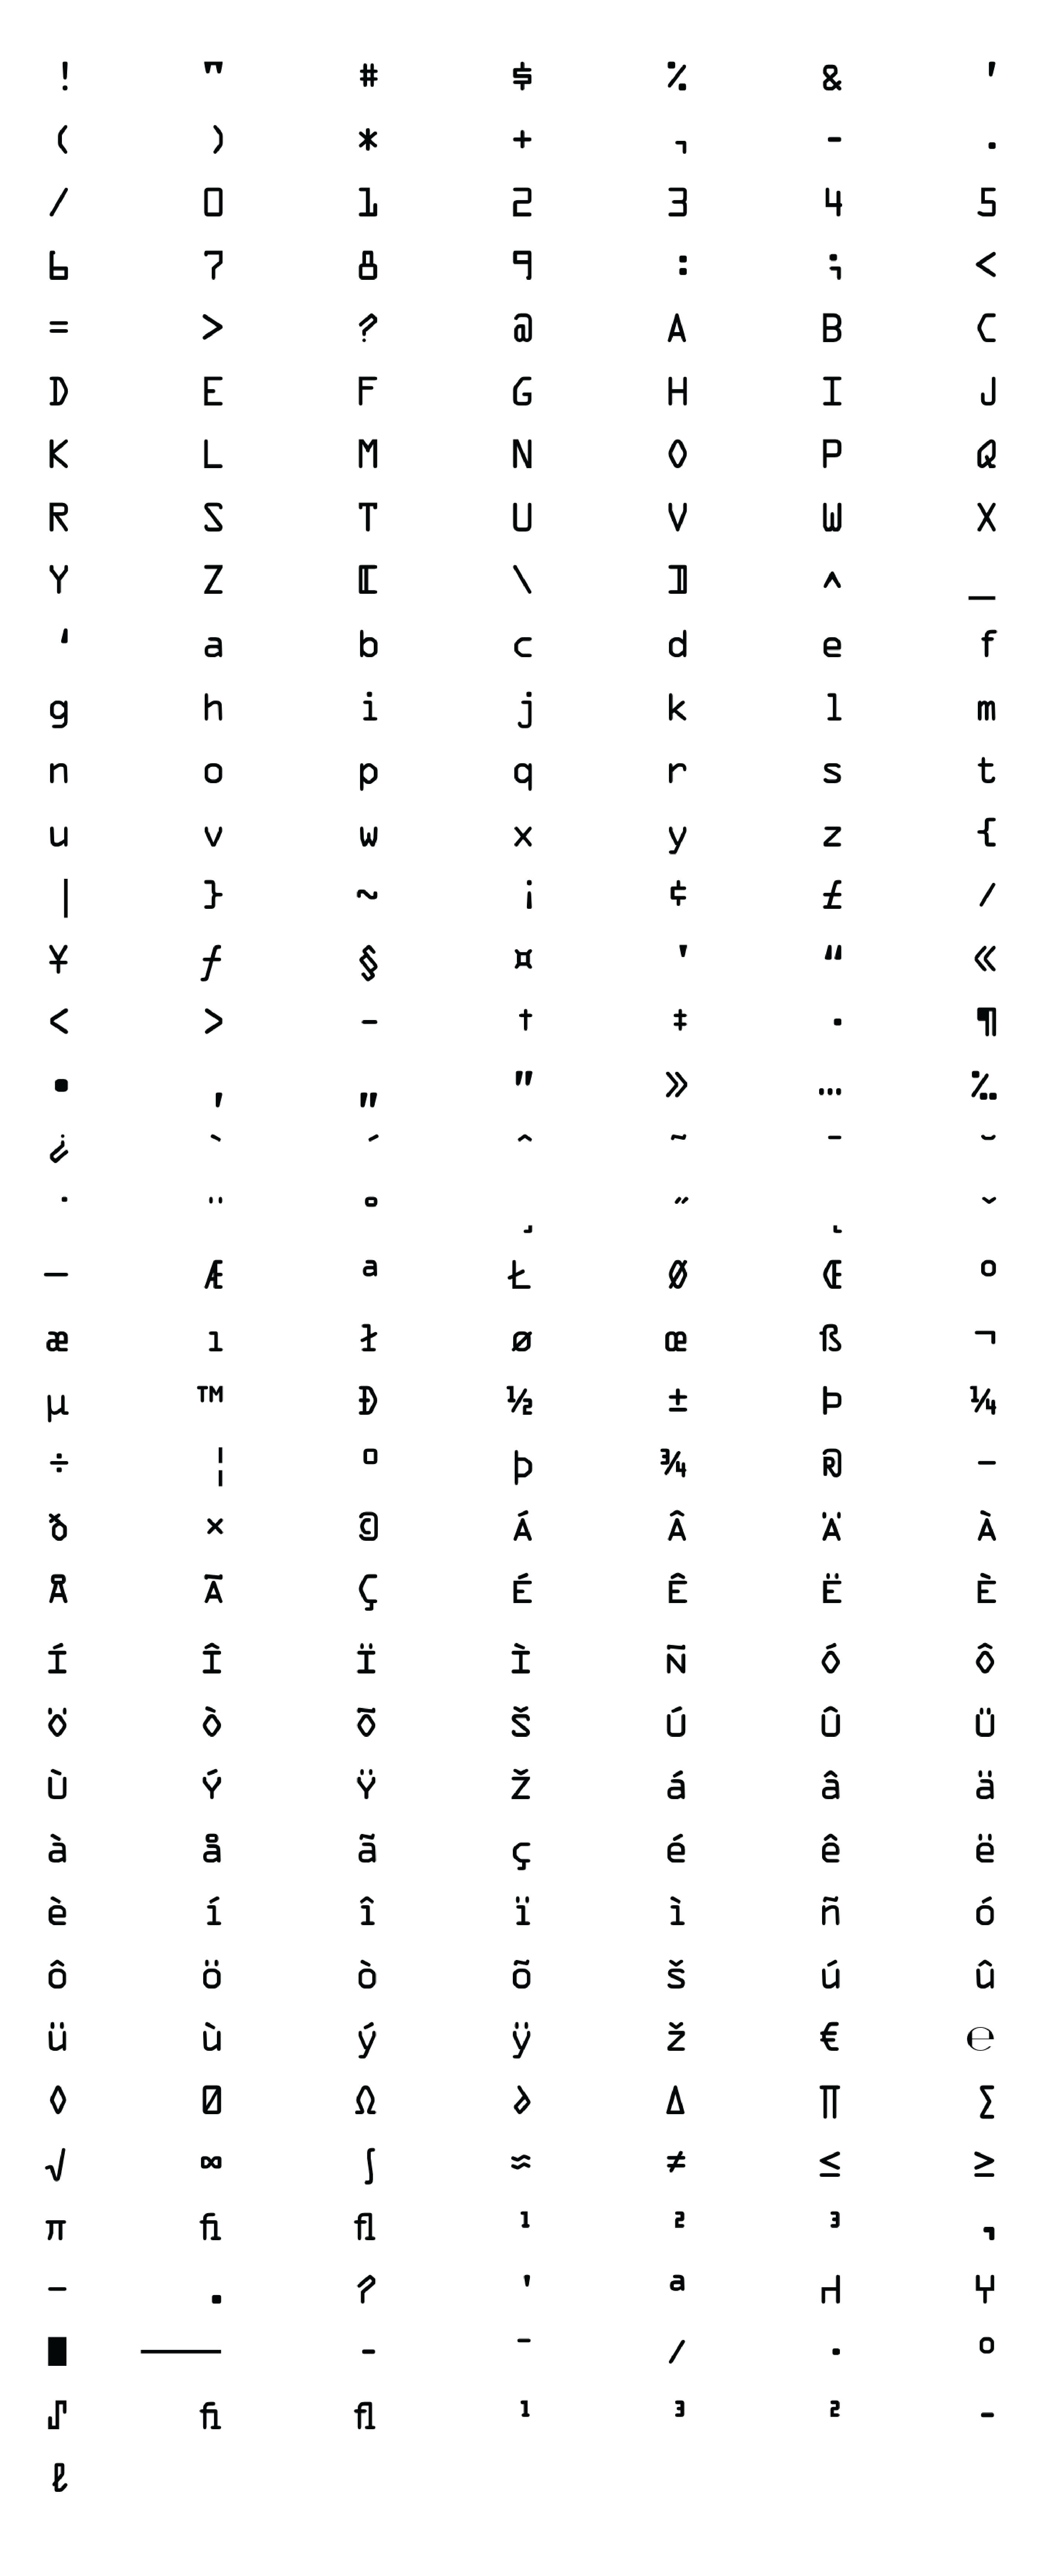 ! " # $ % & '
( ) * + , - .
/ 0 1 2 3 4 5
6 7 8 9 : ; <
= > ? @ A B C
D E F G H I J
K L M N O P Q
R S T U V W X
Y Z [ \ ] ^ _
‘ a b c d e f
g h i j k l m
n o p q r s t
u v w x y z {
| } ~ ¡ ¢ £ ⁄
¥ ƒ § ¤ ' “ «
‹ › – † ‡ · ¶
• ‚ „ ” » … ‰
¿ ` ´ ˆ ˜ ¯ ˘
˙ ¨ ˚ ¸ ˝ ˛ ˇ
— Æ ª Ł Ø Œ º
æ ı ł ø œ ß ¬
µ ™ Ð ½ ± Þ ¼
÷ ¦ ° þ ¾ ® −
ð × © Á Â Ä À
Å Ã Ç É Ê Ë È
Í Î Ï Ì Ñ Ó Ô
Ö Ò Õ Š Ú Û Ü
Ù Ý Ÿ Ž á â ä
à å ã ç é ê ë
è í î ï ì ñ ó
ô ö ò õ š ú û
ü ù ý ÿ ž € ℮
◊ 0 Ω ∂ ∆ ∏ ∑
√ ∞ ∫ ≈ ≠ ≤ ≥
π ﬁ ﬂ ¹ ² ³ ,
- . ? ' ª ⑁ ⑂
█ — - ¯ ∕ · º
⑀ ﬁ ﬂ ¹ ³ ² -
ℓ